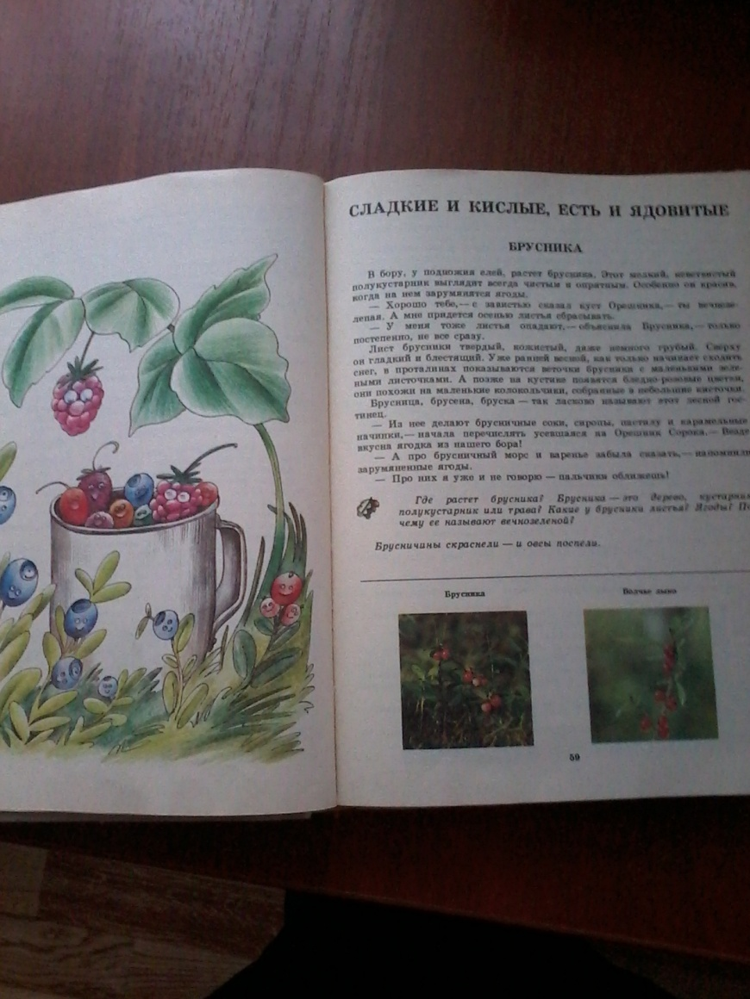 СЛАДКИЕ И КИСЛЫЕ, ЕСТЬ И ЯДОВИТЫЕ
БРУСНИКА
В бору, у подножия елей, растет брусника. Этот мелкий, ветвистый
полукустарник выглядит всегда чистым и опрятным. Особенно он красив,
когда на нем зарумянятся ягоды.
— Хорошо тебе,— с завистью сказал куст Орешника,— ты вечнозе-
леная. А мне придется осенью листья сбрасывать.
— У меня тоже листья опадают,— объяснила Брусника,— только
постепенно, не все сразу.
Лист брусники твердый, кожистый, даже немного грубый. Сверху
он гладкий и блестящий. Уже ранней весной, как только начинает сходить
снег, в проталинах показываются веточки брусники с маленькими зеле-
ными листочками. А позже на кустике появятся бледно-розовые цветки,
они похожи на маленькие колокольчики, собранные в небольшие кисточки.
Брусница, брусена, бруска — так ласково называют этот лесной гос-
тинец.
— Из нее делают брусничные соки, сиропы, пастилу и карамельные
начинки,— начала перечислять усевшаяся на Орешник Сорока.— Везде
вкусна ягодка из нашего бора!
— А про брусничный морс и варенье забыла сказать,— напомнили
зарумяненные ягоды.
— Про них я уже и не говорю — пальчики оближешь!
Где растет брусника? Брусника — это дерево, кустарник
полукустарник или трава? Какие у брусники листья? Ягоды? По
чему ее называют вечнозеленой?
Брусничины скраснели — и овсы поспели.
Брусника
Волчье лыко
59